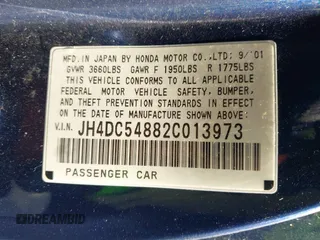 MFD. IN JAPAN BY HONDA MOTOR CO.,LTD. 9/'01
GVWR 3660LBS GAWR F 1950LBS R 1775LBS
THIS VEHICLE CONFORMS TO ALL APPLICABLE
FEDERAL MOTOR VEHICLE SAFETY, BUMPER,
AND THEFT PREVENTION STANDARDS IN EFFECT
ON THE DATE OF MANUFACTURE SHOWN ABOVE.
V.I.N. JH4DC54882C013973
PASSENGER CAR
DREAMBID